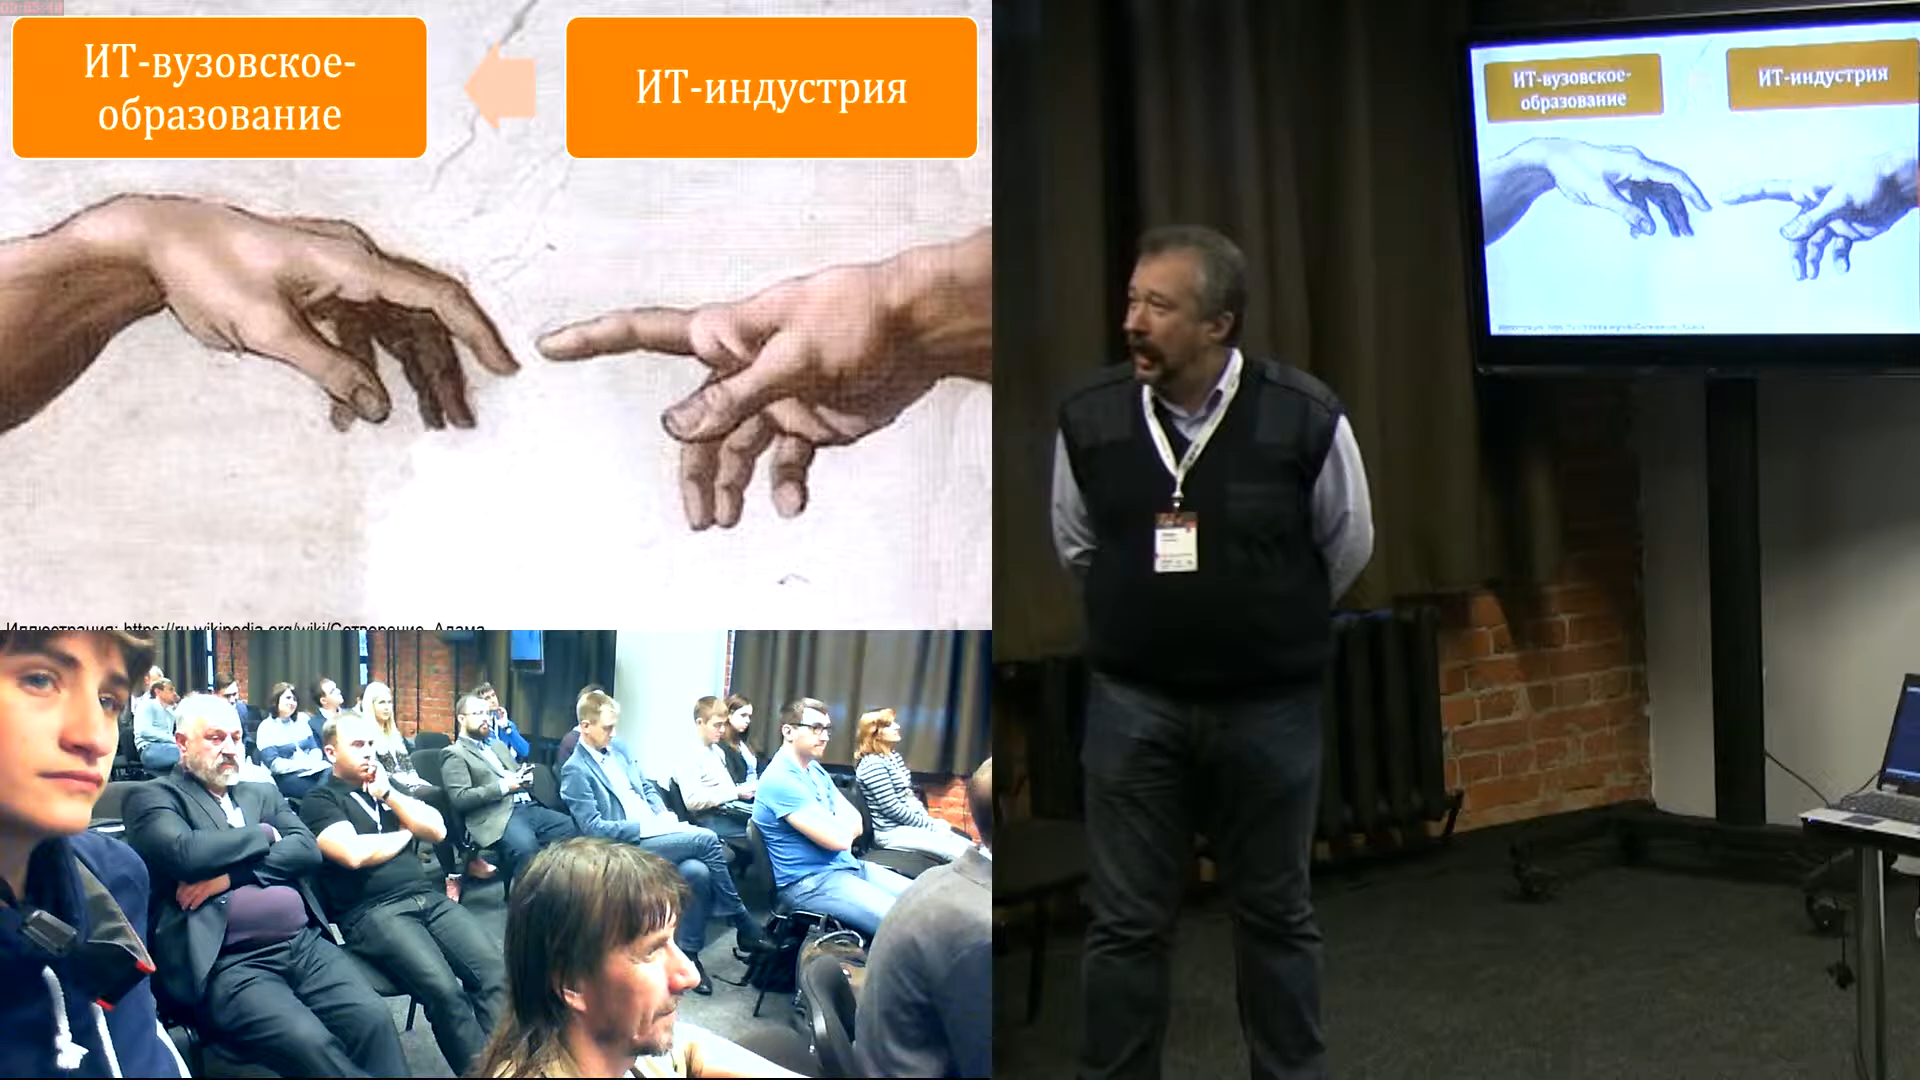 ИТ-вузовское-
образование
ИТ-индустрия
Иллюстрация: https://ru.wikipedia.org/wiki/Сотворение_Адама
ИТ-вузовское-
образование
ИТ-индустрия